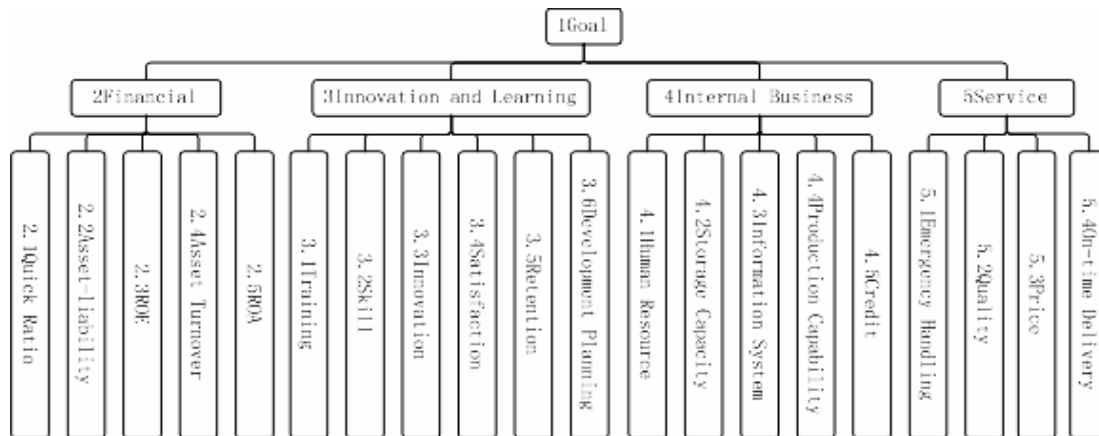 1Goal
2Financial
3Innovation and Learning
4Internal Business
5Service
2.1Quick Ratio
2.2Asset-liability
2.3ROE
2.4Asset Turnover
2.5ROA
3.1Training
3.2Skill
3.3Innovation
3.4Satisfaction
3.5Retention
3.6Development Planning
4.1Human Resource
4.2Storage Capacity
4.3Information System
4.4Production Capability
4.5Credit
5.1Emergency Handling
5.2Quality
5.3Price
5.4On-time Delivery